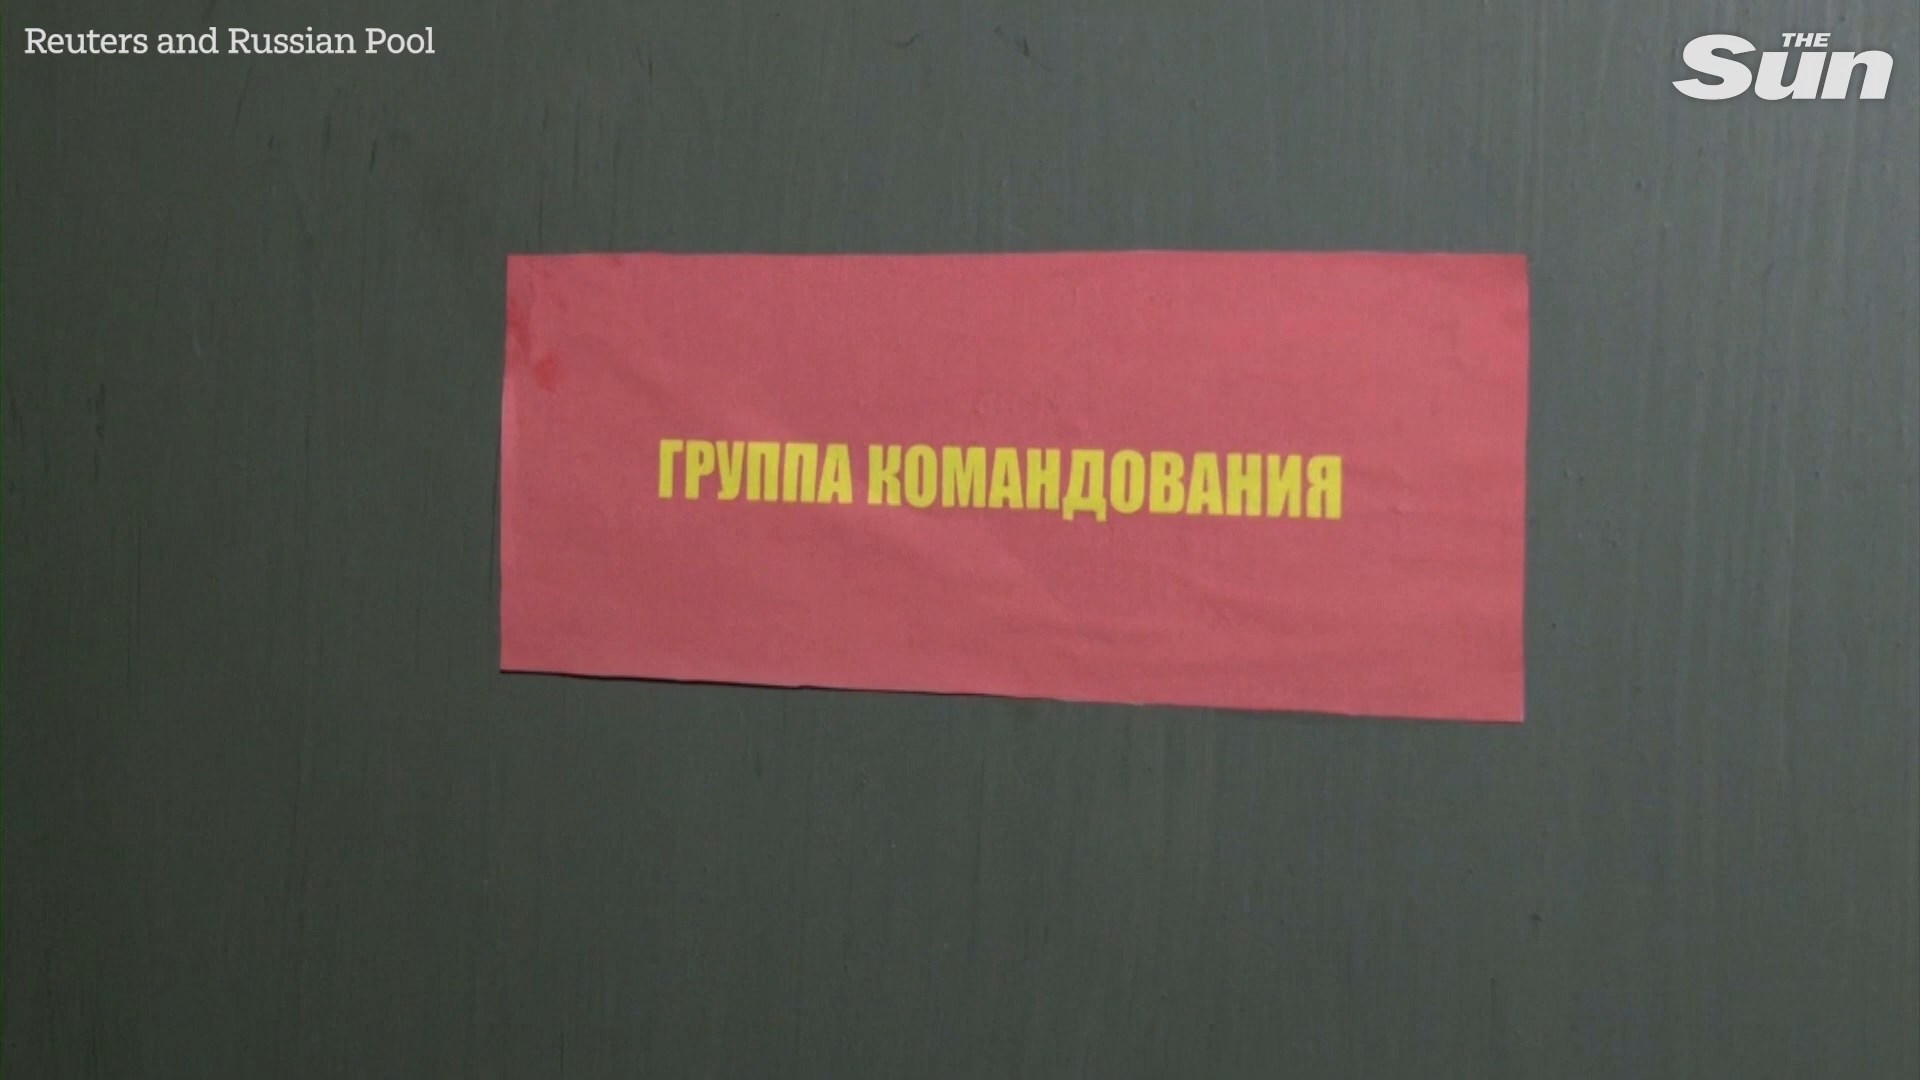 Reuters and Russian Pool
THE
Sun
ГРУППА КОМАНДОВАНИЯ